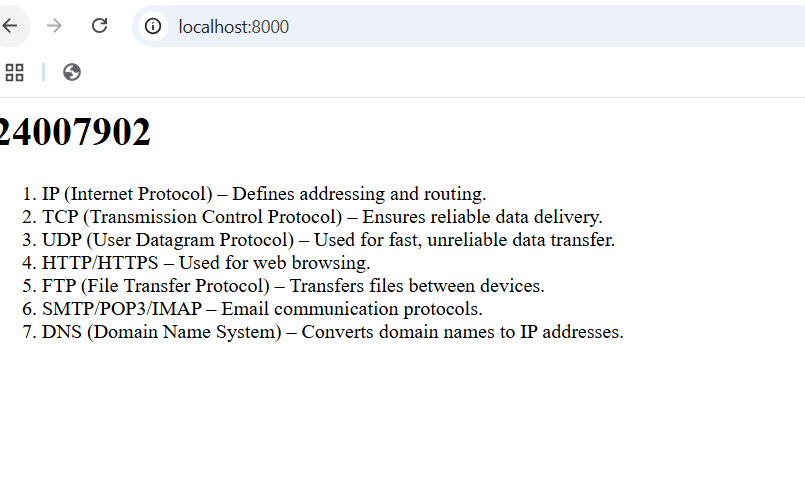 localhost:8000
24007902
1. IP (Internet Protocol) – Defines addressing and routing.
2. TCP (Transmission Control Protocol) – Ensures reliable data delivery.
3. UDP (User Datagram Protocol) – Used for fast, unreliable data transfer.
4. HTTP/HTTPS – Used for web browsing.
5. FTP (File Transfer Protocol) – Transfers files between devices.
6. SMTP/POP3/IMAP – Email communication protocols.
7. DNS (Domain Name System) – Converts domain names to IP addresses.